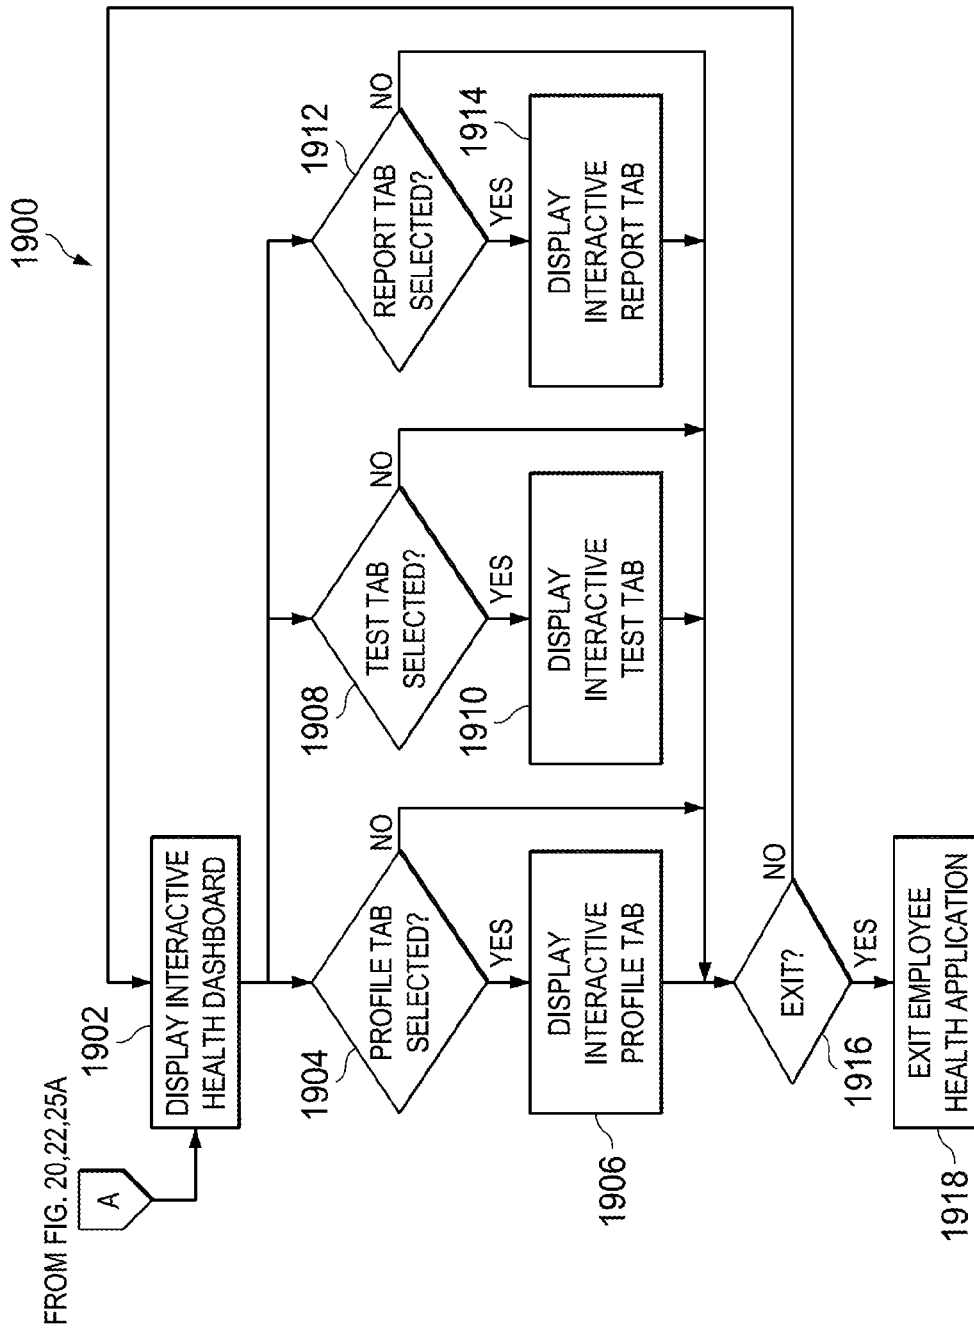 1900
FROM FIG. 20,22,25A
A
1902
DISPLAY INTERACTIVE
HEALTH DASHBOARD
1904
PROFILE TAB
SELECTED?
NO
YES
1908
TEST TAB
SELECTED?
NO
YES
1912
REPORT TAB
SELECTED?
NO
YES
DISPLAY
INTERACTIVE
PROFILE TAB
1906
1910
DISPLAY
INTERACTIVE
TEST TAB
DISPLAY
INTERACTIVE
REPORT TAB
1914
EXIT?
NO
YES
1916
EXIT EMPLOYEE
HEALTH APPLICATION
1918